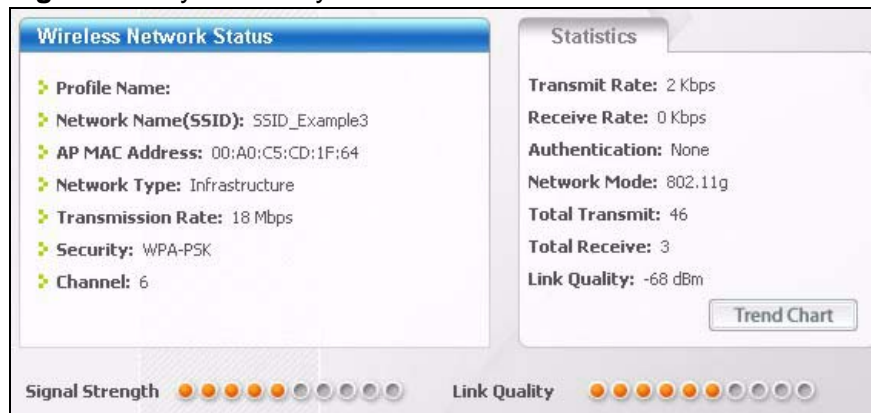 Wireless Network Status
Profile Name:
Network Name(SSID): SSID_Example3
AP MAC Address: 00:A0:C5:CD:1F:64
Network Type: Infrastructure
Transmission Rate: 18 Mbps
Security: WPA-PSK
Channel: 6
Statistics
Transmit Rate: 2 Kbps
Receive Rate: 0 Kbps
Authentication: None
Network Mode: 802.11g
Total Transmit: 46
Total Receive: 3
Link Quality: -68 dBm
Trend Chart
Signal Strength
Link Quality